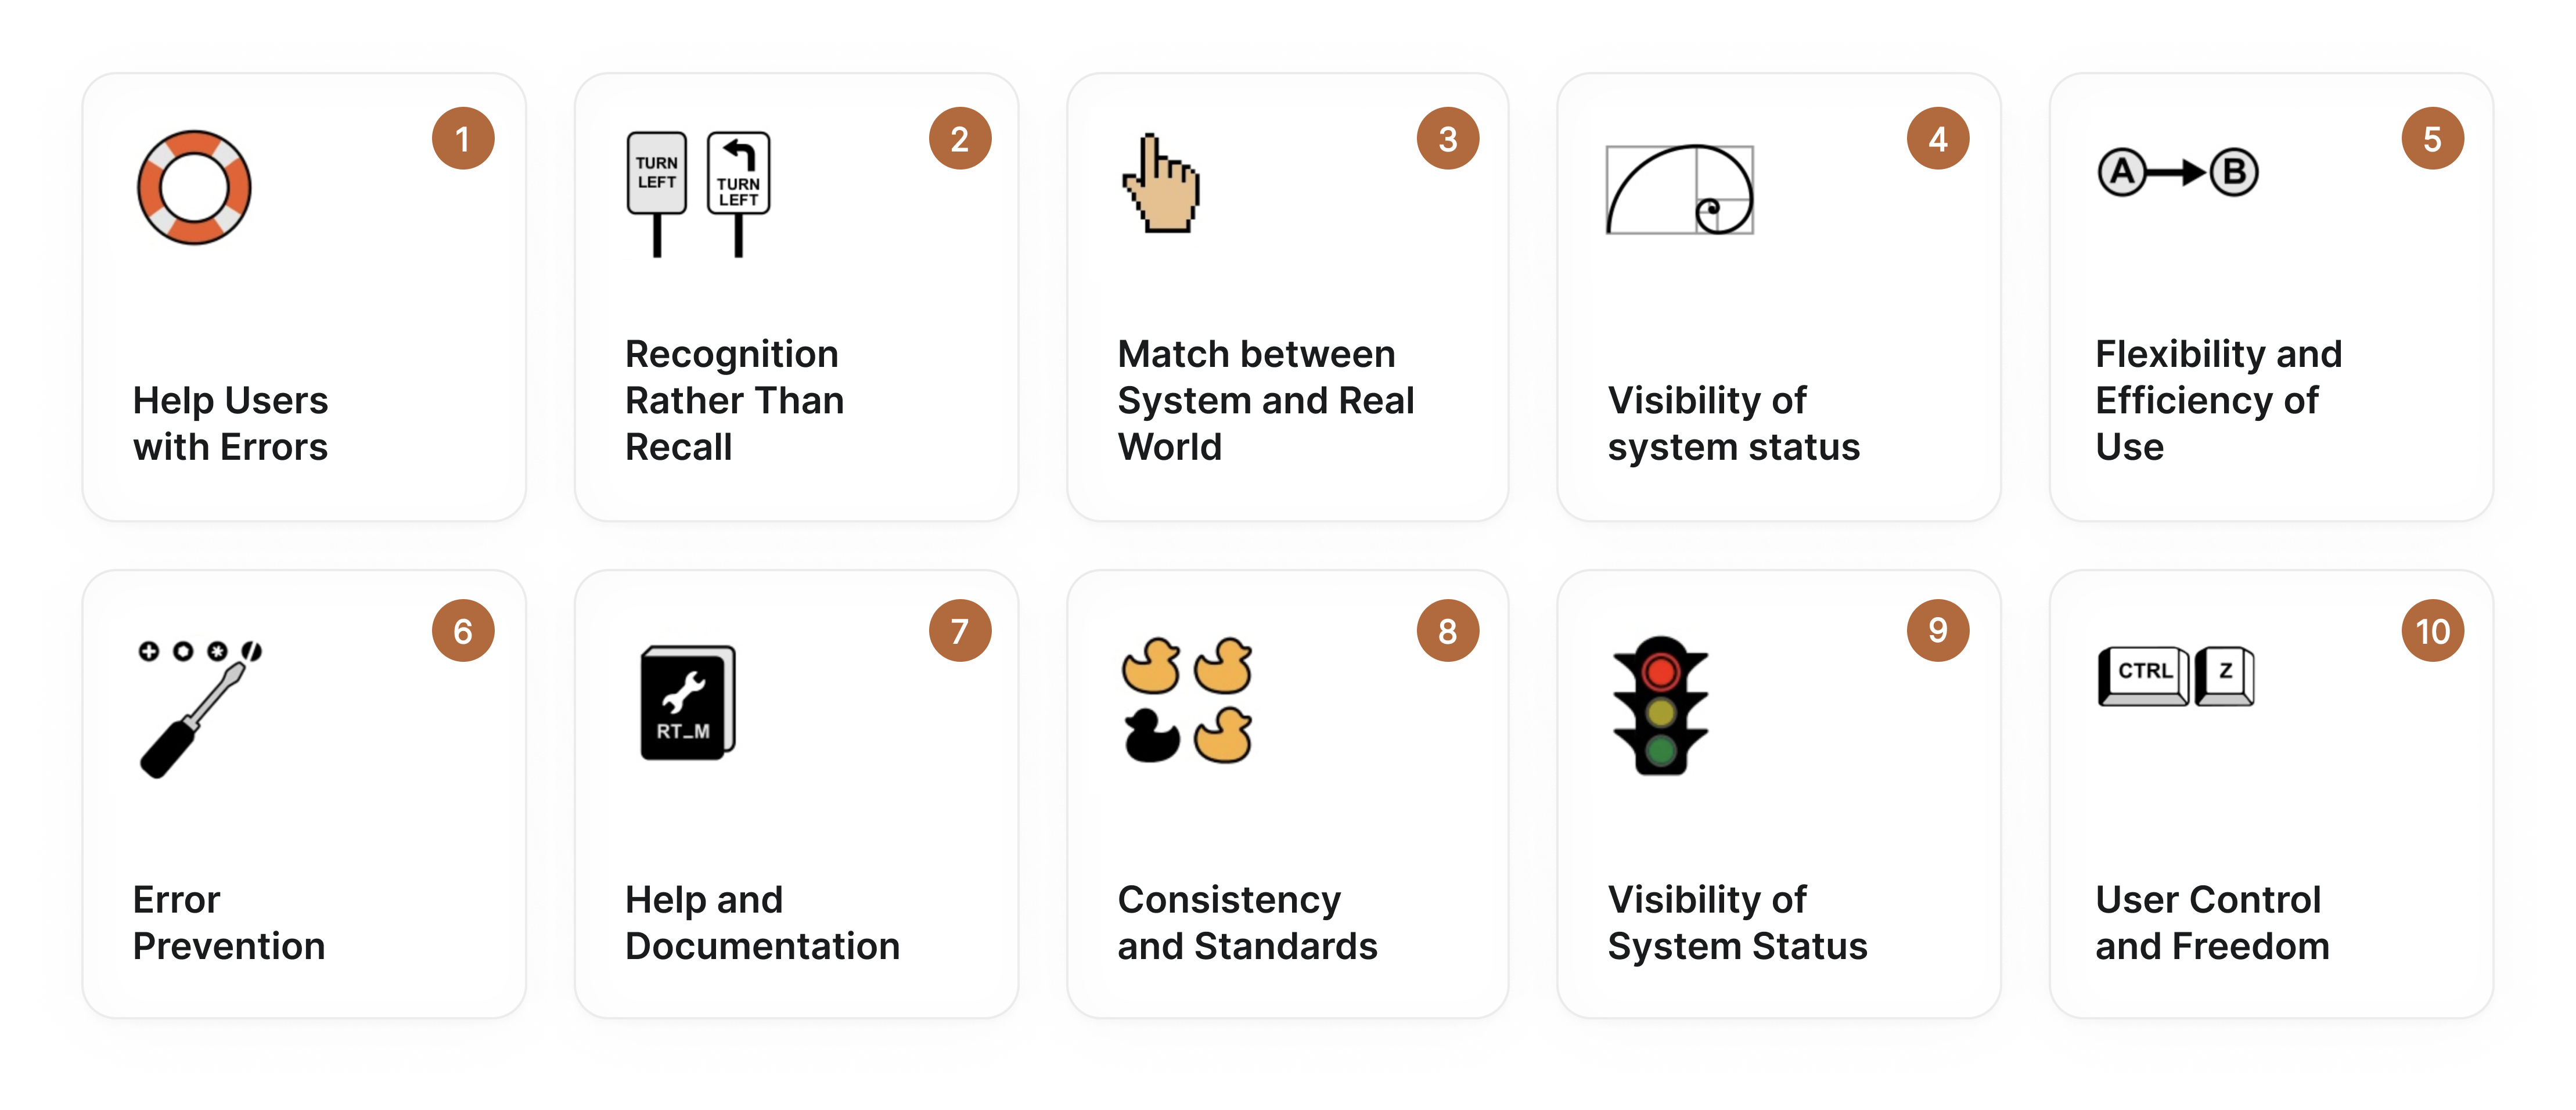 1
TURN
LEFT
TURN
LEFT
2
3
4
A
B
5
Help Users
with Errors
Recognition
Rather Than
Recall
Match between
System and Real
World
Visibility of
system status
Flexibility and
Efficiency of
Use
6
RT_M
7
8
9
CTRL
Z
10
Error
Prevention
Help and
Documentation
Consistency
and Standards
Visibility of
System Status
User Control
and Freedom